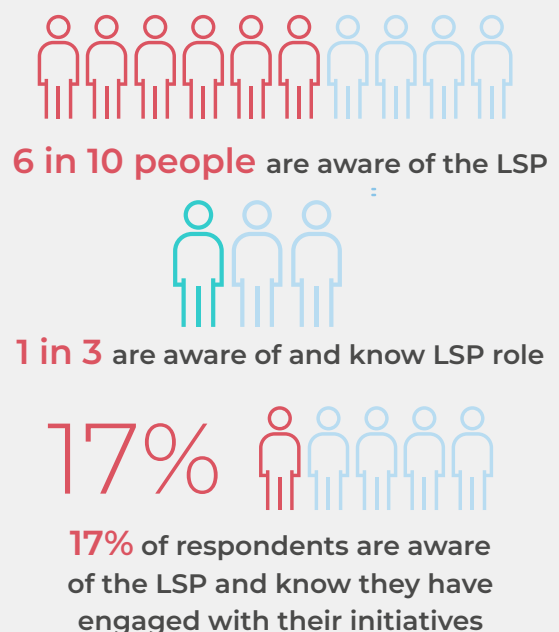 6 in 10 people are aware of the LSP
1 in 3 are aware of and know LSP role
17%
17% of respondents are aware
of the LSP and know they have
engaged with their initiatives